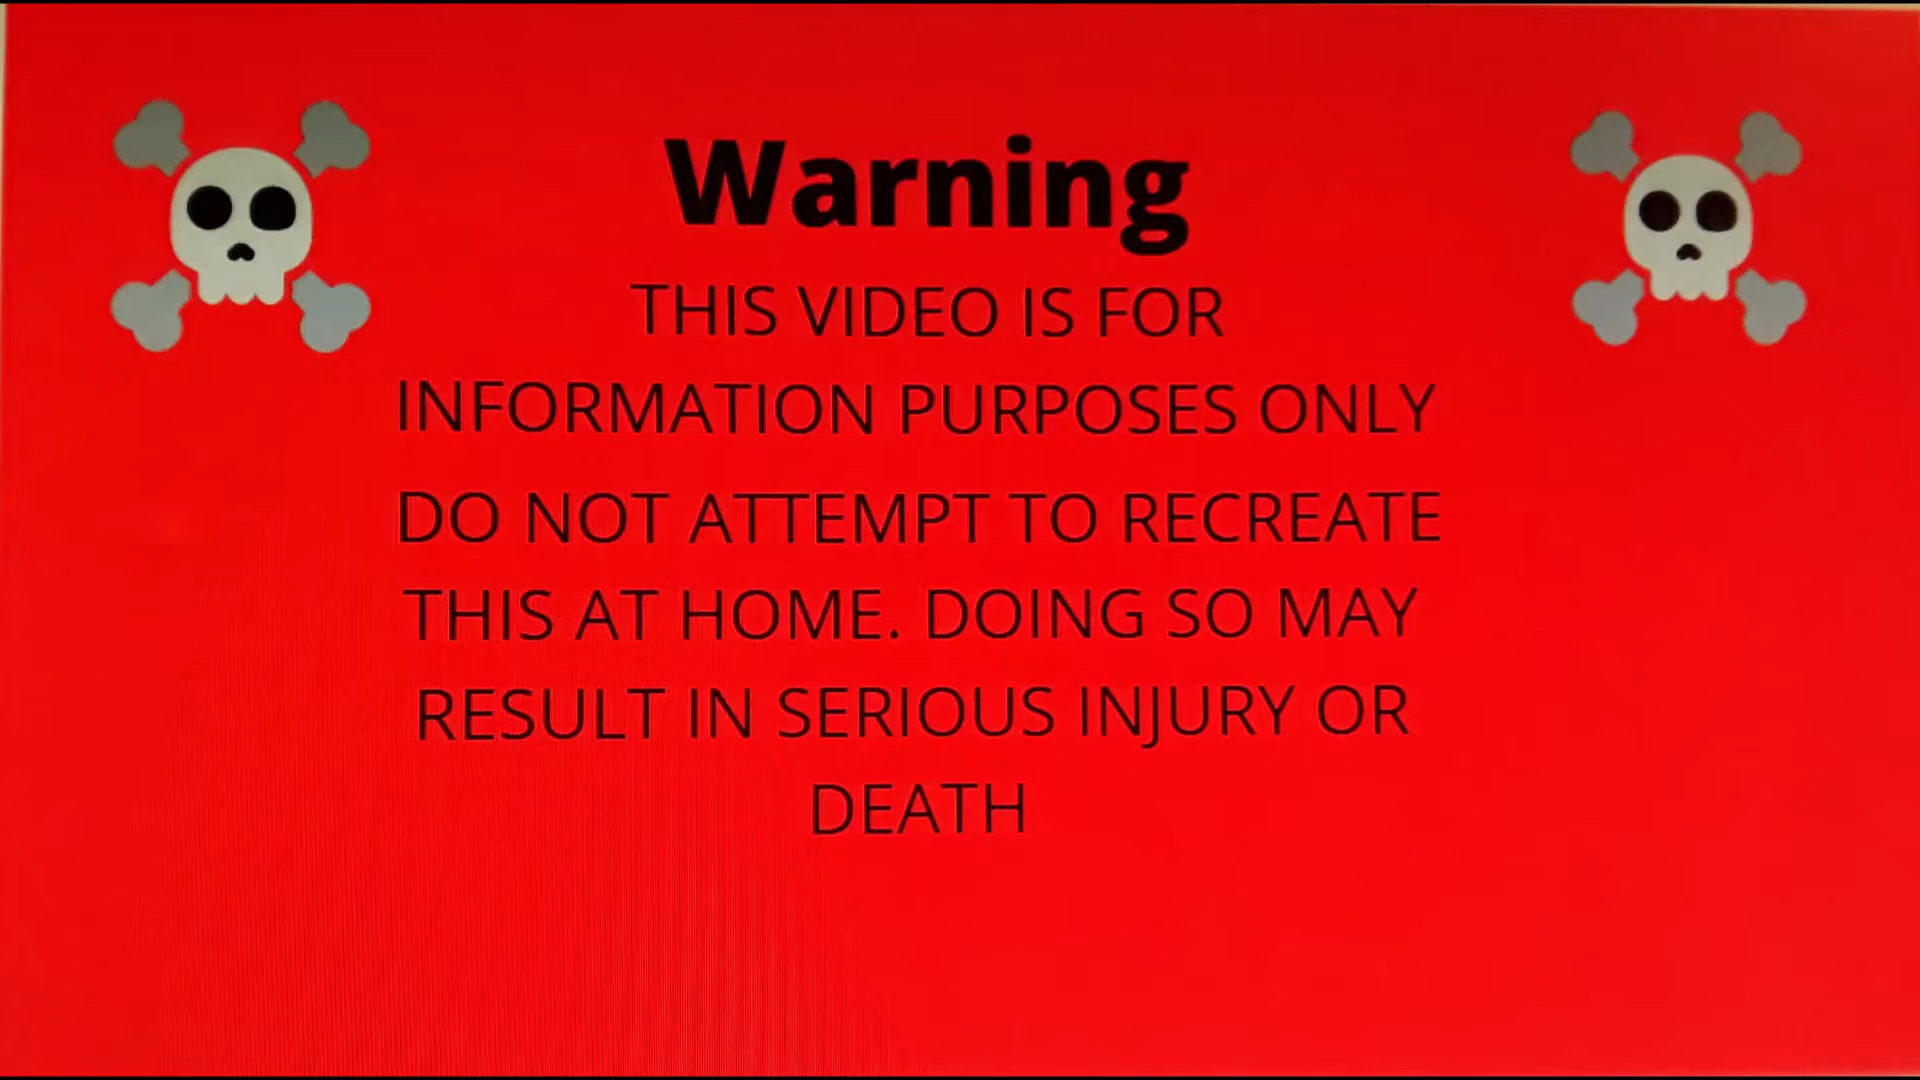 Warning
THIS VIDEO IS FOR
INFORMATION PURPOSES ONLY
DO NOT ATTEMPT TO RECREATE
THIS AT HOME. DOING SO MAY
RESULT IN SERIOUS INJURY OR
DEATH